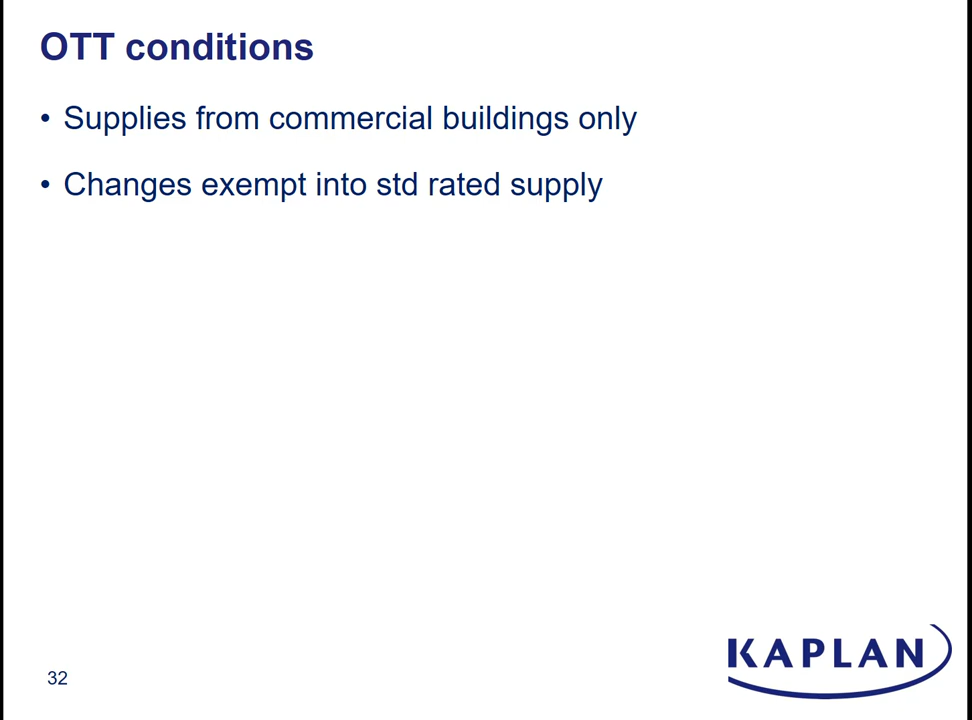 OTT conditions
• Supplies from commercial buildings only
• Changes exempt into std rated supply
32
KAPLAN